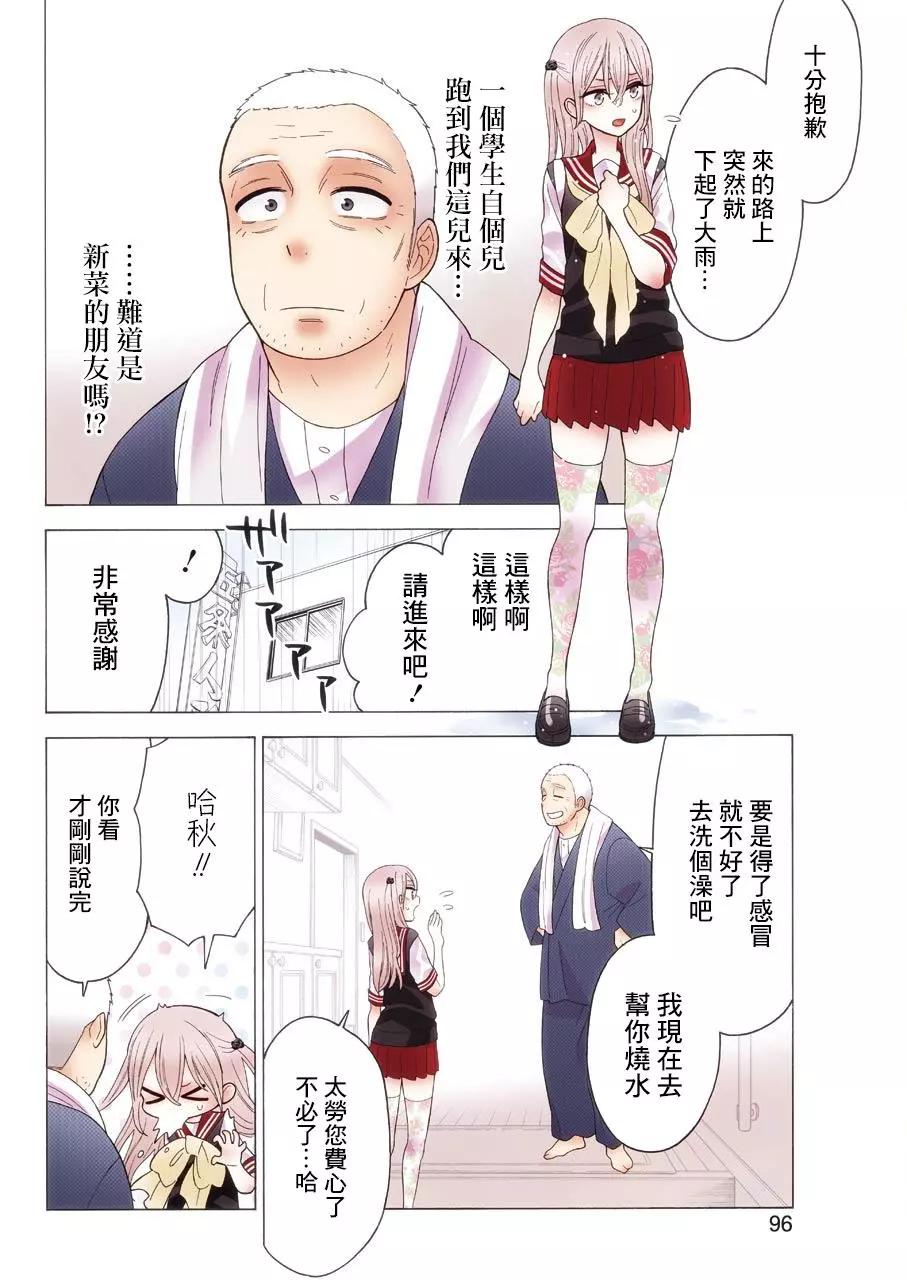 十分抱歉
來的路上
突然就
下起了大雨…
一個學生自個兒
跑到我們這兒來…
……難道是
新菜的朋友嗎!?
這樣啊
這樣啊
請進來吧!
ザアアアア
!
非常感謝
要是得了感冒
就不好了
去洗個澡吧
我現在去
幫你燒水
太勞您費心了
不必了…哈
哈秋!!
你看
才剛剛說完
96